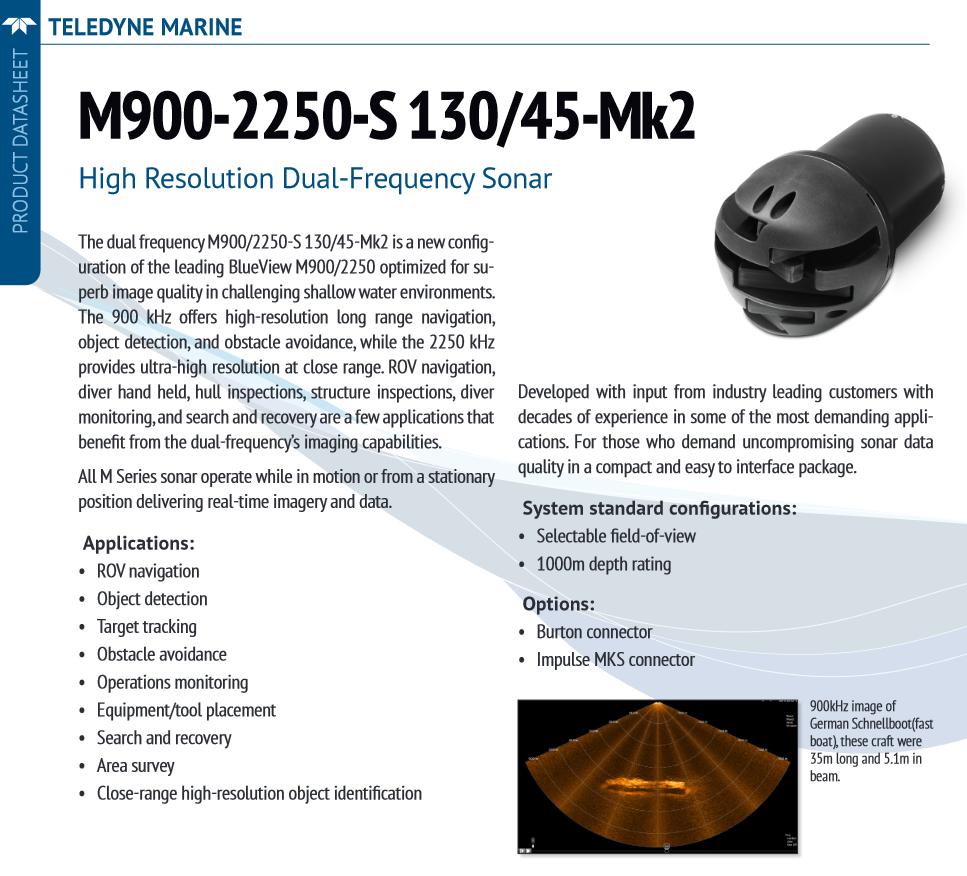 TELEDYNE MARINE
PRODUCT DATASHEET
M900-2250-S 130/45-Mk2
High Resolution Dual-Frequency Sonar
The dual frequency M900/2250-S 130/45-Mk2 is a new config-
uration of the leading BlueView M900/2250 optimized for su-
perb image quality in challenging shallow water environments.
The 900 kHz offers high-resolution long range navigation,
object detection, and obstacle avoidance, while the 2250 kHz
provides ultra-high resolution at close range. ROV navigation,
diver hand held, hull inspections, structure inspections, diver
monitoring, and search and recovery are a few applications that
benefit from the dual-frequency's imaging capabilities.
All M Series sonar operate while in motion or from a stationary
position delivering real-time imagery and data.
Applications:
• ROV navigation
• Object detection
• Target tracking
• Obstacle avoidance
• Operations monitoring
• Equipment/tool placement
• Search and recovery
• Area survey
• Close-range high-resolution object identification
Developed with input from industry leading customers with
decades of experience in some of the most demanding appli-
cations. For those who demand uncompromising sonar data
quality in a compact and easy to interface package.
System standard configurations:
• Selectable field-of-view
• 1000m depth rating
Options:
• Burton connector
• Impulse MKS connector
900kHz image of
German Schnellboot(fast
boat), these craft were
35m long and 5.1m in
beam.